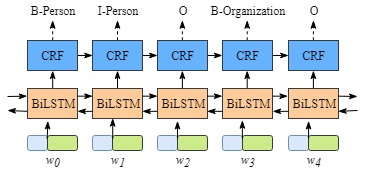 B-Person I-Person O B-Organization O
CRF CRF CRF CRF CRF
BiLSTM BiLSTM BiLSTM BiLSTM BiLSTM
w0 w1 w2 w3 w4